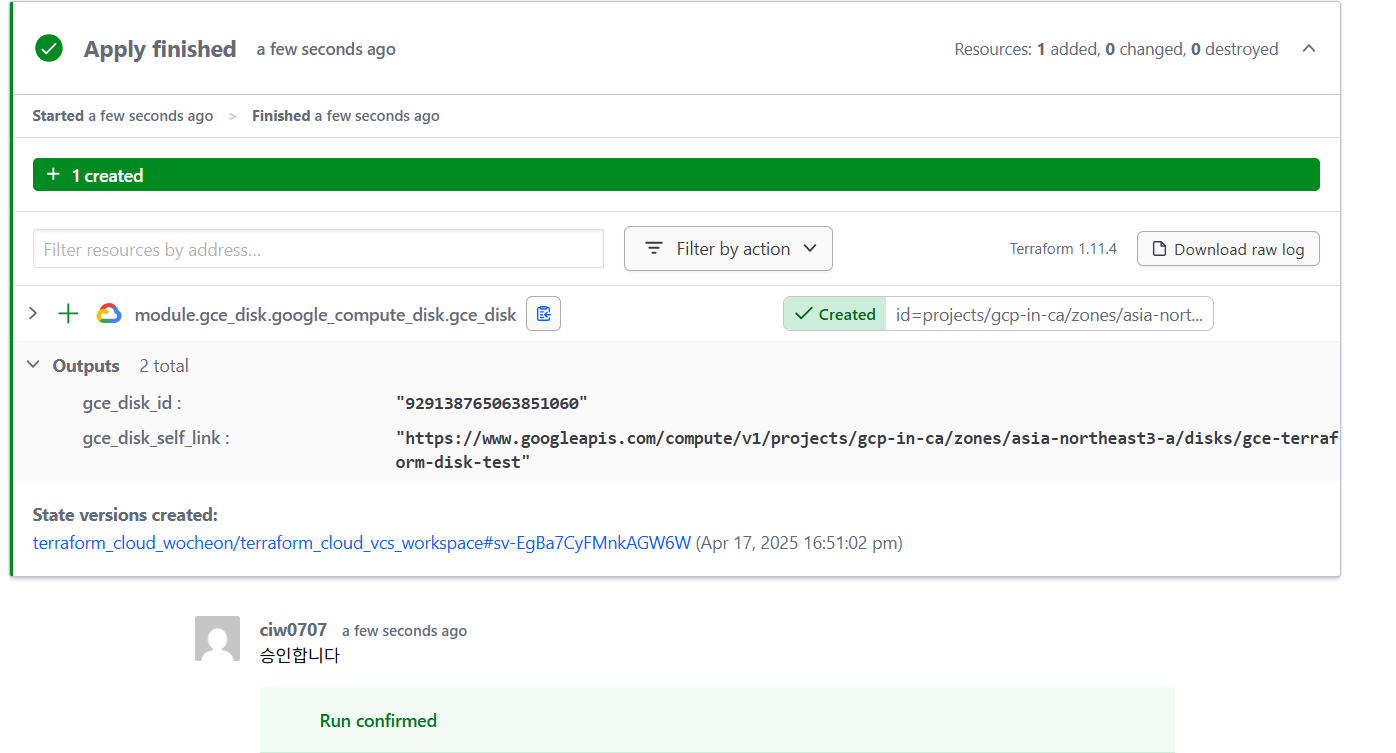 Apply finished a few seconds ago Resources: 1 added, 0 changed, 0 destroyed
Started a few seconds ago > Finished a few seconds ago
+ 1 created
Filter resources by address... Filter by action Terraform 1.11.4 Download raw log
module.gce_disk.google_compute_disk.gce_disk Created id=projects/gcp-in-ca/zones/asia-nort...
Outputs 2 total
gce_disk_id : "929138765063851060"
gce_disk_self_link : "https://www.googleapis.com/compute/v1/projects/gcp-in-ca/zones/asia-northeast3-a/disks/gce-terraf
orm-disk-test"
State versions created:
terraform_cloud_wocheon/terraform_cloud_vcs_workspace#sv-EgBa7CyFMnkAGW6W (Apr 17, 2025 16:51:02 pm)
ciw0707 a few seconds ago
승인합니다
Run confirmed